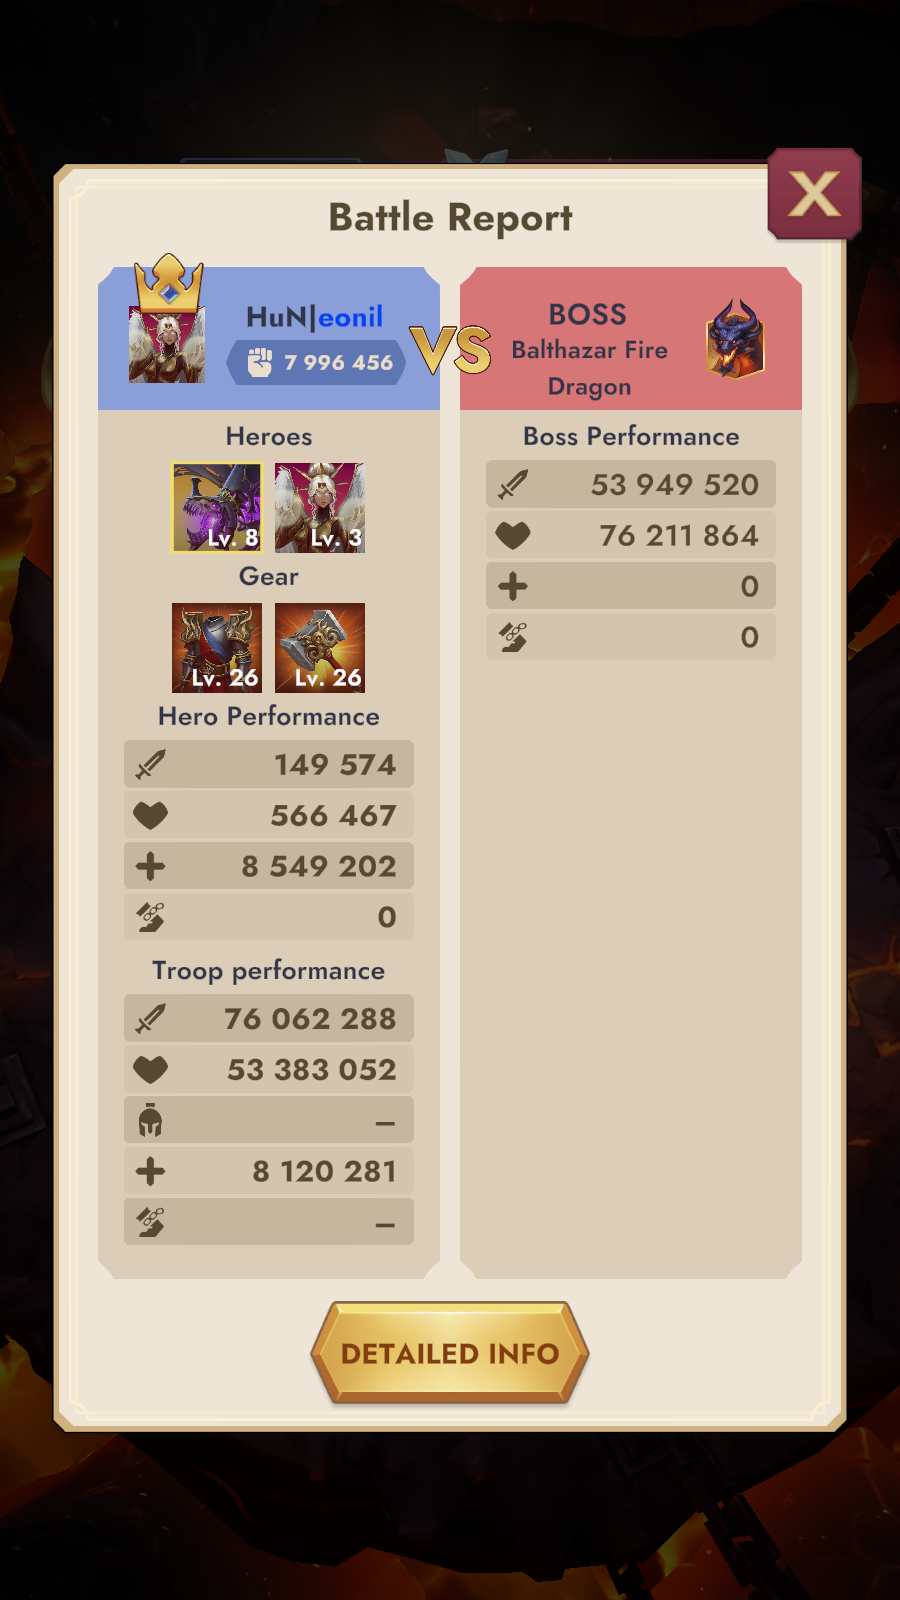 X
Battle Report
HuN|eonil
7 996 456
VS
BOSS
Balthazar Fire
Dragon
Heroes
Lv. 8
Lv. 3
Gear
Lv. 26
Lv. 26
Hero Performance
149 574
566 467
8 549 202
0
Troop performance
76 062 288
53 383 052
–
8 120 281
–
Boss Performance
53 949 520
76 211 864
0
0
DETAILED INFO